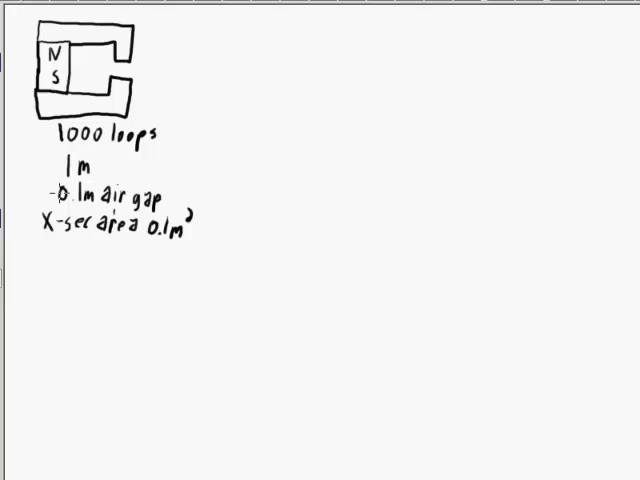 N
S
1000 loops
1m
-0.1m air gap
X-sec area 0.1m²